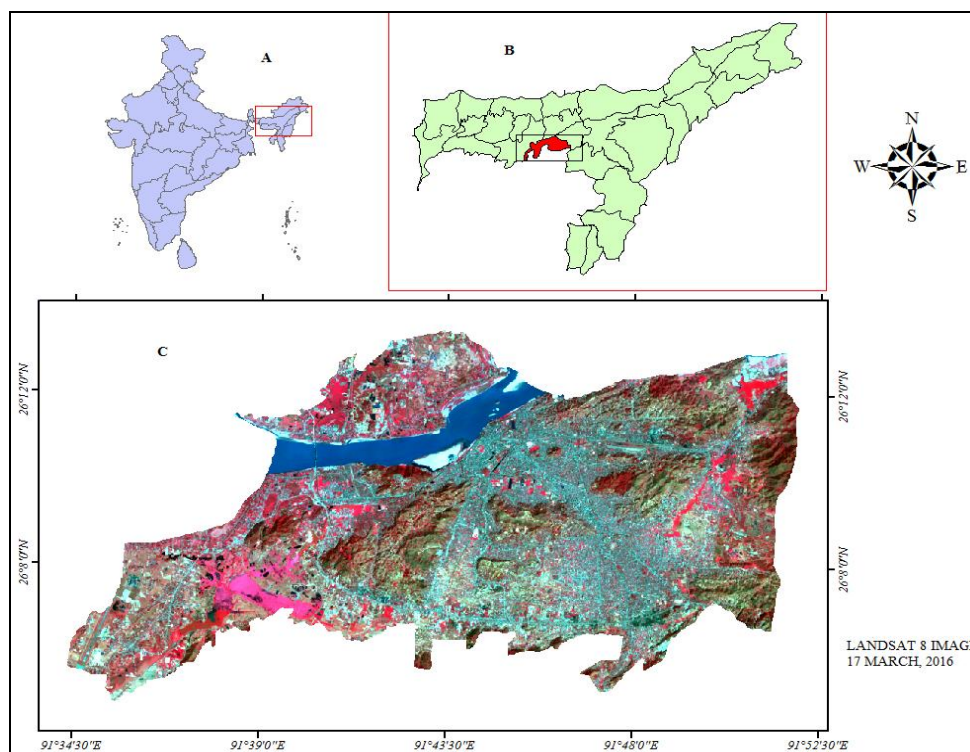 A
B
N
W
E
S
C
26°12'0"N
26°12'0"N
26°8'0"N
26°8'0"N
LANDSAT 8 IMAG
17 MARCH, 2016
91°34'30"E
91°39'0"E
91°43'30"E
91°48'0"E
91°52'30"E